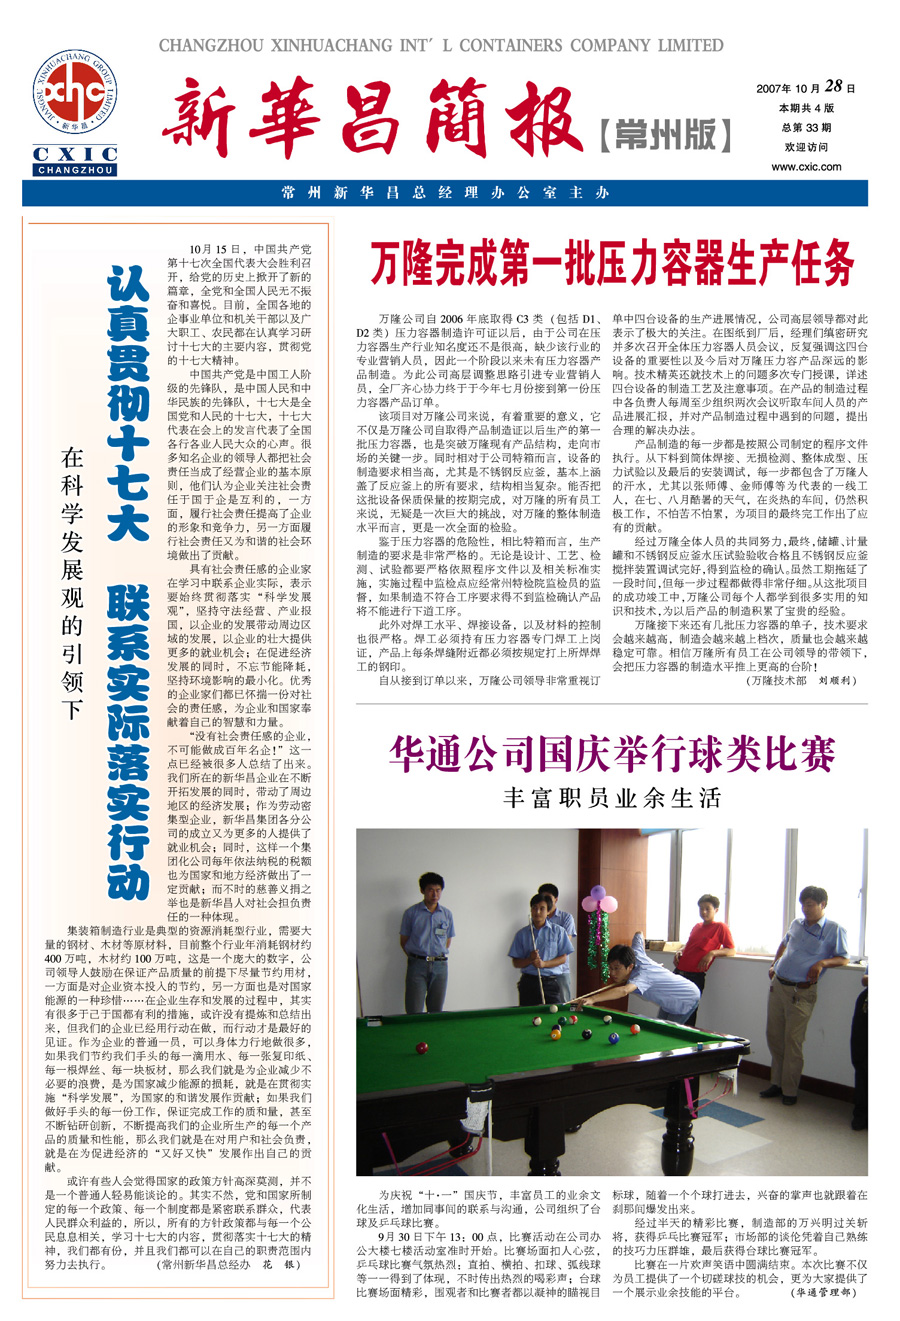 CHANGZHOU XINHUACHANG INT' L CONTAINERS COMPANY LIMITED
JIANGSU XINHUACHANG GROUP LIMITED
xhc
·新华昌·
CXIC
CHANGZHOU
新華昌簡报【常州版】
2007年 10 月 28 日
本期共 4 版
总第 33 期
欢迎访问
www.cxic.com
常州新华昌总经理办公室主办
认真贯彻十七大 联系实际落实行动
在科学发展观的引领下
10 月 15 日，中国共产党
第十七次全国代表大会胜利召
开，给党的历史上掀开了新的
篇章，全党和全国人民无不振
奋和喜悦。目前，全国各地的
企事业单位和机关干部以及广
大职工、农民都在认真学习研
讨十七大的主要内容，贯彻党
的十七大精神。
中国共产党是中国工人阶
级的先锋队，是中国人民和中
华民族的先锋队，十七大是全
国党和人民的十七大，十七大
代表在会上的发言代表了全国
各行各业人民大众的心声。很
多知名企业的领导人都把社会
责任当成了经营企业的基本原
则，他们认为企业关注社会责
任于国于企是互利的，一方
面，履行社会责任提高了企业
的形象和竞争力，另一方面履
行社会责任又为和谐的社会环
境做出了贡献。
具有社会责任感的企业家
在学习中联系企业实际，表示
要始终贯彻落实“科学发展
观”，坚持守法经营、产业报
国，以企业的发展带动周边区
域的发展，以企业的壮大提供
更多的就业机会；在促进经济
发展的同时，不忘节能降耗，
坚持环境影响的最小化。优秀
的企业家们都已怀揣一份对社
会的责任感，为企业和国家奉
献着自己的智慧和力量。
“没有社会责任感的企业，
不可能做成百年名企！”这一
点已经被很多人总结了出来。
我们所在的新华昌企业在不断
开拓发展的同时，带动了周边
地区的经济发展；作为劳动密
集型企业，新华昌集团各分公
司的成立又为更多的人提供了
就业机会；同时，这样一个集
团化公司每年依法纳税的税额
也为国家和地方经济做出了一
定贡献；而不时的慈善义捐之
举也是新华昌人对社会担负责
任的一种体现。
集装箱制造行业是典型的资源消耗型行业，需要大
量的钢材、木材等原材料，目前整个行业年消耗钢材约
400 万吨，木材约 100 万吨，这是一个庞大的数字，公
司领导人鼓励在保证产品质量的前提下尽量节约用材，
一方面是对企业资本投入的节约，另一方面也是对国家
能源的一种珍惜……在企业生存和发展的过程中，其实
有很多于己于国都有利的措施，或许没有提炼和总结出
来，但我们的企业已经用行动在做，而行动才是最好的
见证。作为企业的普通一员，可以身体力行地做很多，
如果我们节约我们手头的每一滴用水、每一张复印纸、
每一根焊丝、每一块板材，那么我们就是为企业减少不
必要的浪费，是为国家减少能源的损耗，就是在贯彻实
施“科学发展”，为国家的和谐发展作贡献；如果我们
做好手头的每一份工作，保证完成工作的质和量，甚至
不断钻研创新，不断提高我们的企业所生产的每一个产
品的质量和性能，那么我们就是在对用户和社会负责，
就是在为促进经济的“又好又快”发展作出自己的贡
献。
或许有些人会觉得国家的政策方针高深莫测，并不
是一个普通人轻易能谈论的。其实不然，党和国家所制
定的每一个政策、每一个制度都是紧密联系群众，代表
人民群众利益的，所以，所有的方针政策都与每一个公
民息息相关，学习十七大的内容，贯彻落实十七大的精
神，我们都有份，并且我们都可以在自己的职责范围内
努力去执行。 （常州新华昌总经办 花 银）
万隆完成第一批压力容器生产任务
万隆公司自 2006 年底取得 C3 类（包括 D1、
D2 类）压力容器制造许可证以后，由于公司在压
力容器生产行业知名度还不是很高，缺少该行业的
专业营销人员，因此一个阶段以来未有压力容器产
品制造。为此公司高层调整思路引进专业营销人
员，全厂齐心协力终于于今年七月份接到第一份压
力容器产品订单。
该项目对万隆公司来说，有着重要的意义，它
不仅是万隆公司自取得产品制造证以后生产的第一
批压力容器，也是突破万隆现有产品结构，走向市
场的关键一步。同时相对于公司特箱而言，设备的
制造要求相当高，尤其是不锈钢反应釜，基本上涵
盖了反应釜上的所有要求，结构相当复杂。能否把
这批设备保质保量的按期完成，对万隆的所有员工
来说，无疑是一次巨大的挑战，对万隆的整体制造
水平而言，更是一次全面的检验。
鉴于压力容器的危险性，相比特箱而言，生产
制造的要求是非常严格的。无论是设计、工艺、检
测、试验都要严格依照程序文件以及相关标准实
施，实施过程中监检点应经常州特检院监检员的监
督，如果制造不符合工序要求得不到监检确认产品
将不能进行下道工序。
此外对焊工水平、焊接设备，以及材料的控制
也很严格。焊工必须持有压力容器专门焊工上岗
证，产品上每条焊缝附近都必须按规定打上所焊焊
工的钢印。
自从接到订单以来，万隆公司领导非常重视订
单中四台设备的生产进展情况，公司高层领导都对此
表示了极大的关注。在图纸到厂后，经理们缜密研究
并多次召开全体压力容器人员会议，反复强调这四台
设备的重要性以及今后对万隆压力容产品深远的影
响。技术精英还就技术上的问题多次专门授课，详述
四台设备的制造工艺及注意事项。在产品的制造过程
中各负责人每周至少组织两次会议听取车间人员的产
品进展汇报，并对产品制造过程中遇到的问题，提出
合理的解决办法。
产品制造的每一步都是按照公司制定的程序文件
执行。从下料到筒体焊接、无损检测、整体成型、压
力试验以及最后的安装调试，每一步都包含了万隆人
的汗水，尤其以张师傅、金师傅等为代表的一线工
人，在七、八月酷暑的天气，在炎热的车间，仍然积
极工作，不怕苦不怕累，为项目的最终完工作出了应
有的贡献。
经过万隆全体人员的共同努力,最终,储罐、计量
罐和不锈钢反应釜水压试验验收合格且不锈钢反应釜
搅拌装置调试完好,得到监检的确认。虽然工期拖延了
一段时间,但每一步过程都做得非常仔细。从这批项目
的成功竣工中,万隆公司每个人都学到很多实用的知
识和技术,为以后产品的制造积累了宝贵的经验。
万隆接下来还有几批压力容器的单子，技术要求
会越来越高，制造会越来越上档次，质量也会越来越
稳定可靠。相信万隆所有员工在公司领导的带领下，
会把压力容器的制造水平推上更高的台阶！
（万隆技术部 刘顺利）
华通公司国庆举行球类比赛
丰富职员业余生活
为庆祝“十·一”国庆节，丰富员工的业余文
化生活，增加同事间的联系与沟通，公司组织了台
球及乒乓球比赛。
9 月 30 日下午 13：00 点，比赛活动在公司办
公大楼七楼活动室准时开始。比赛场面扣人心弦，
乒乓球比赛气氛热烈：直拍、横拍、扣球、弧线球
等一一得到了体现，不时传出热烈的喝彩声；台球
比赛场面精彩，围观者和比赛者都以凝神的瞄视目
标球，随着一个个球打进去，兴奋的掌声也就跟着在
刹那间爆发出来。
经过半天的精彩比赛，制造部的万兴明过关斩
将，获得乒乓比赛冠军；市场部的谈伦凭着自己熟练
的技巧力压群雄，最后获得台球比赛冠军。
比赛在一片欢声笑语中圆满结束。本次比赛不仅
为员工提供了一个切磋球技的机会，更为大家提供了
一个展示业余技能的平台。 （华通管理部）